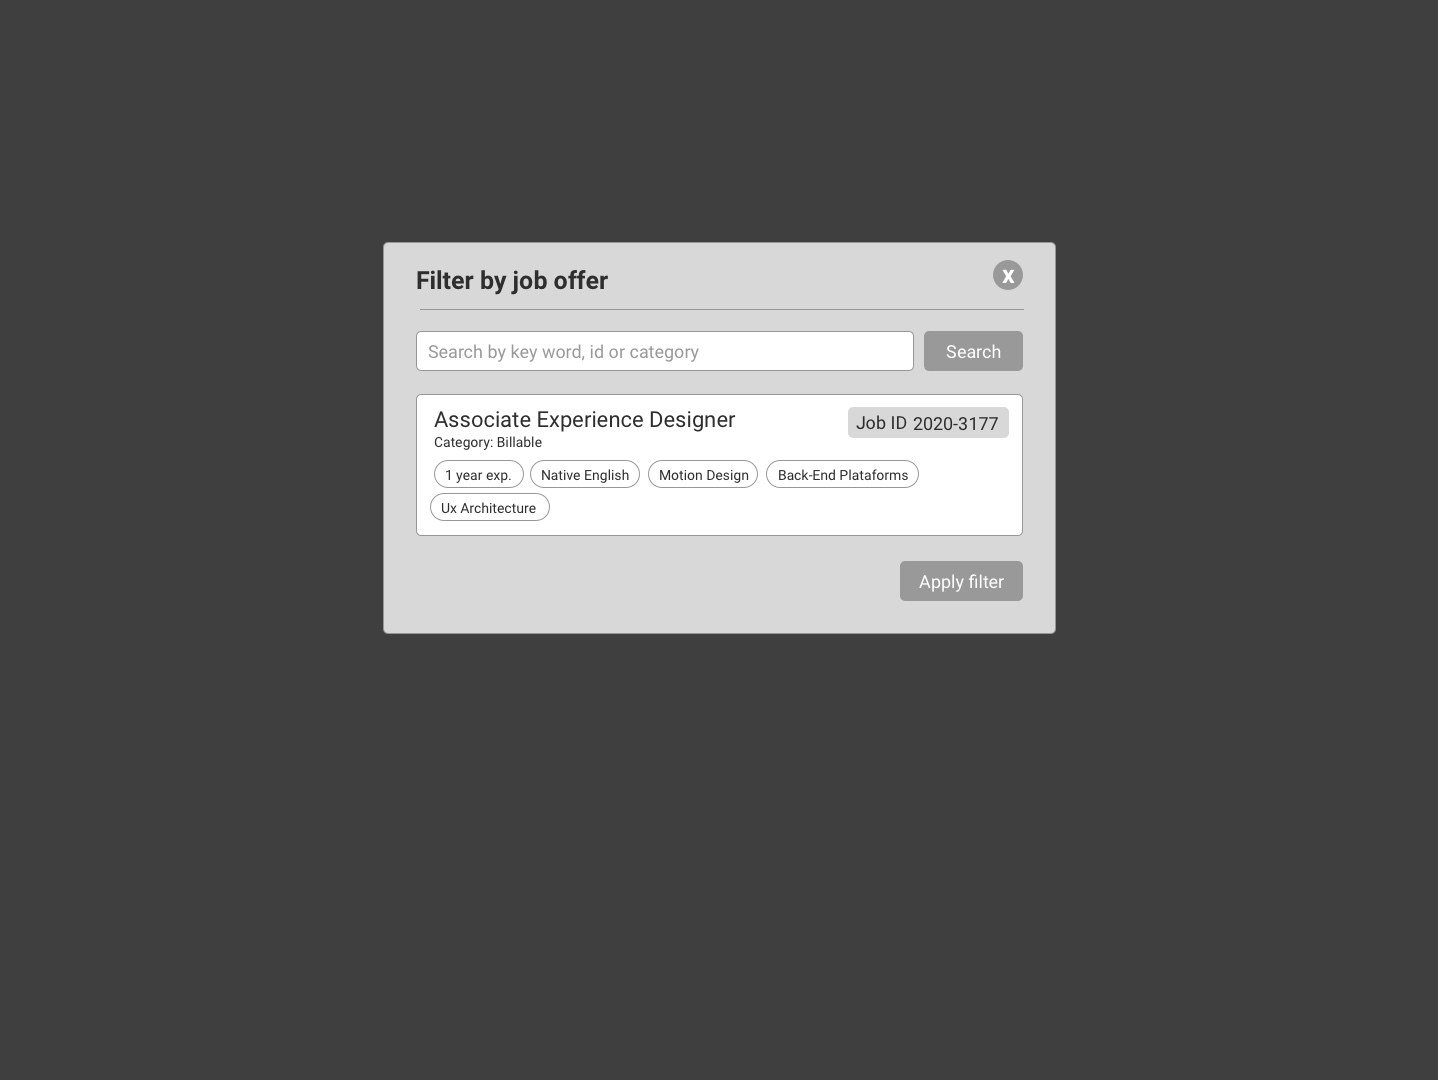 Filter by job offer
X
Search by key word, id or category
Search
Associate Experience Designer
Job ID 2020-3177
Category: Billable
1 year exp.
Native English
Motion Design
Back-End Plataforms
Ux Architecture
Apply filter